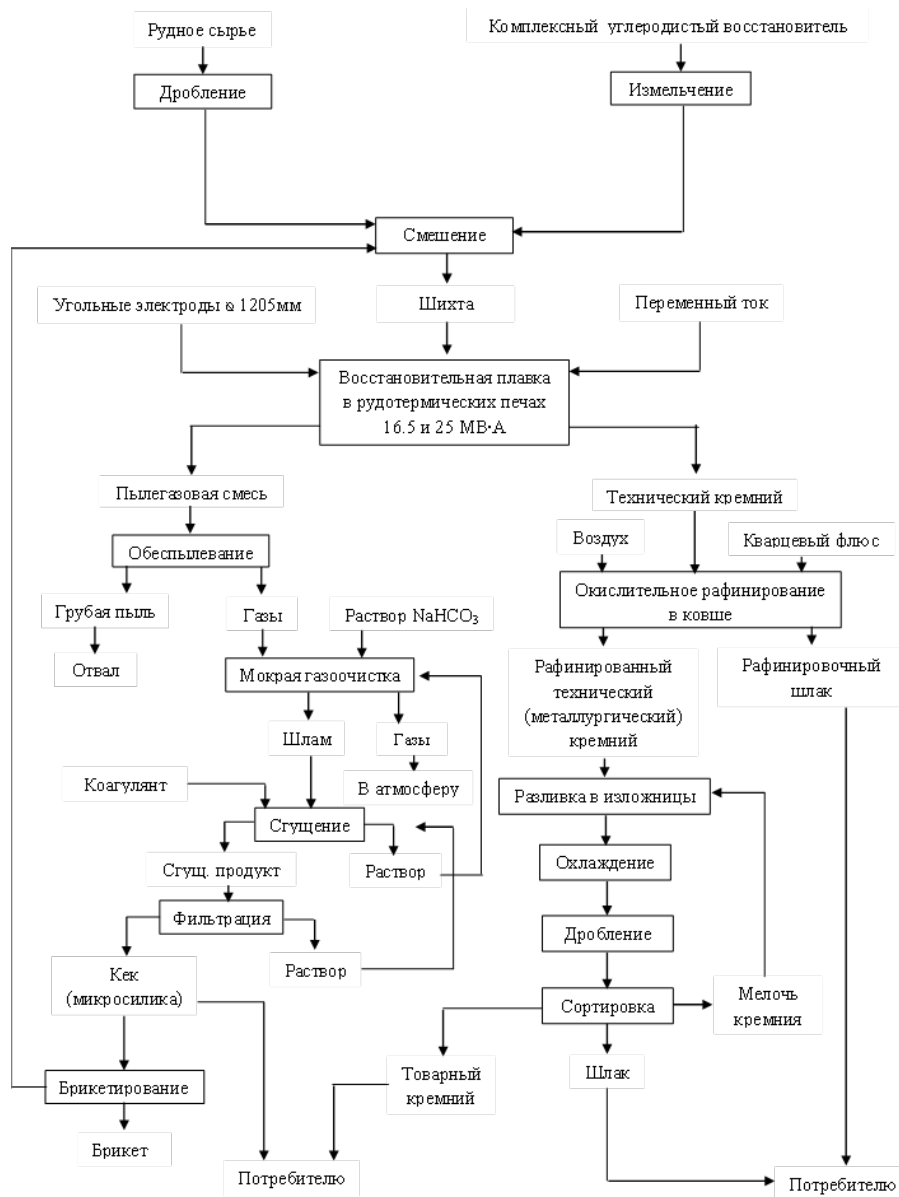 Рудное сырье
Комплексный углеродистый восстановитель
Дробление
Измельчение
Смешение
Угольные электроды ᴓ 1205мм
Шихта
Переменный ток
Восстановительная плавка
в рудотермических печах
16.5 и 25 МВ·А
Пылегазовая смесь
Технический кремний
Обеспылевание
Воздух
Кварцевый флюс
Грубая пыль
Газы
Раствор NaHCO₃
Окислительное рафинирование
в ковше
Отвал
Мокрая газоочистка
Рафинированный
технический
(металлургический)
кремний
Рафинировочный
шлак
Шлам
Газы
Коагулянт
В атмосферу
Разливка в изложницы
Сгущение
Сгущ. продукт
Раствор
Охлаждение
Фильтрация
Дробление
Раствор
Кек
(микросилика)
Сортировка
Мелочь
кремния
Брикетирование
Товарный
кремний
Шлак
Брикет
Потребителю
Потребителю